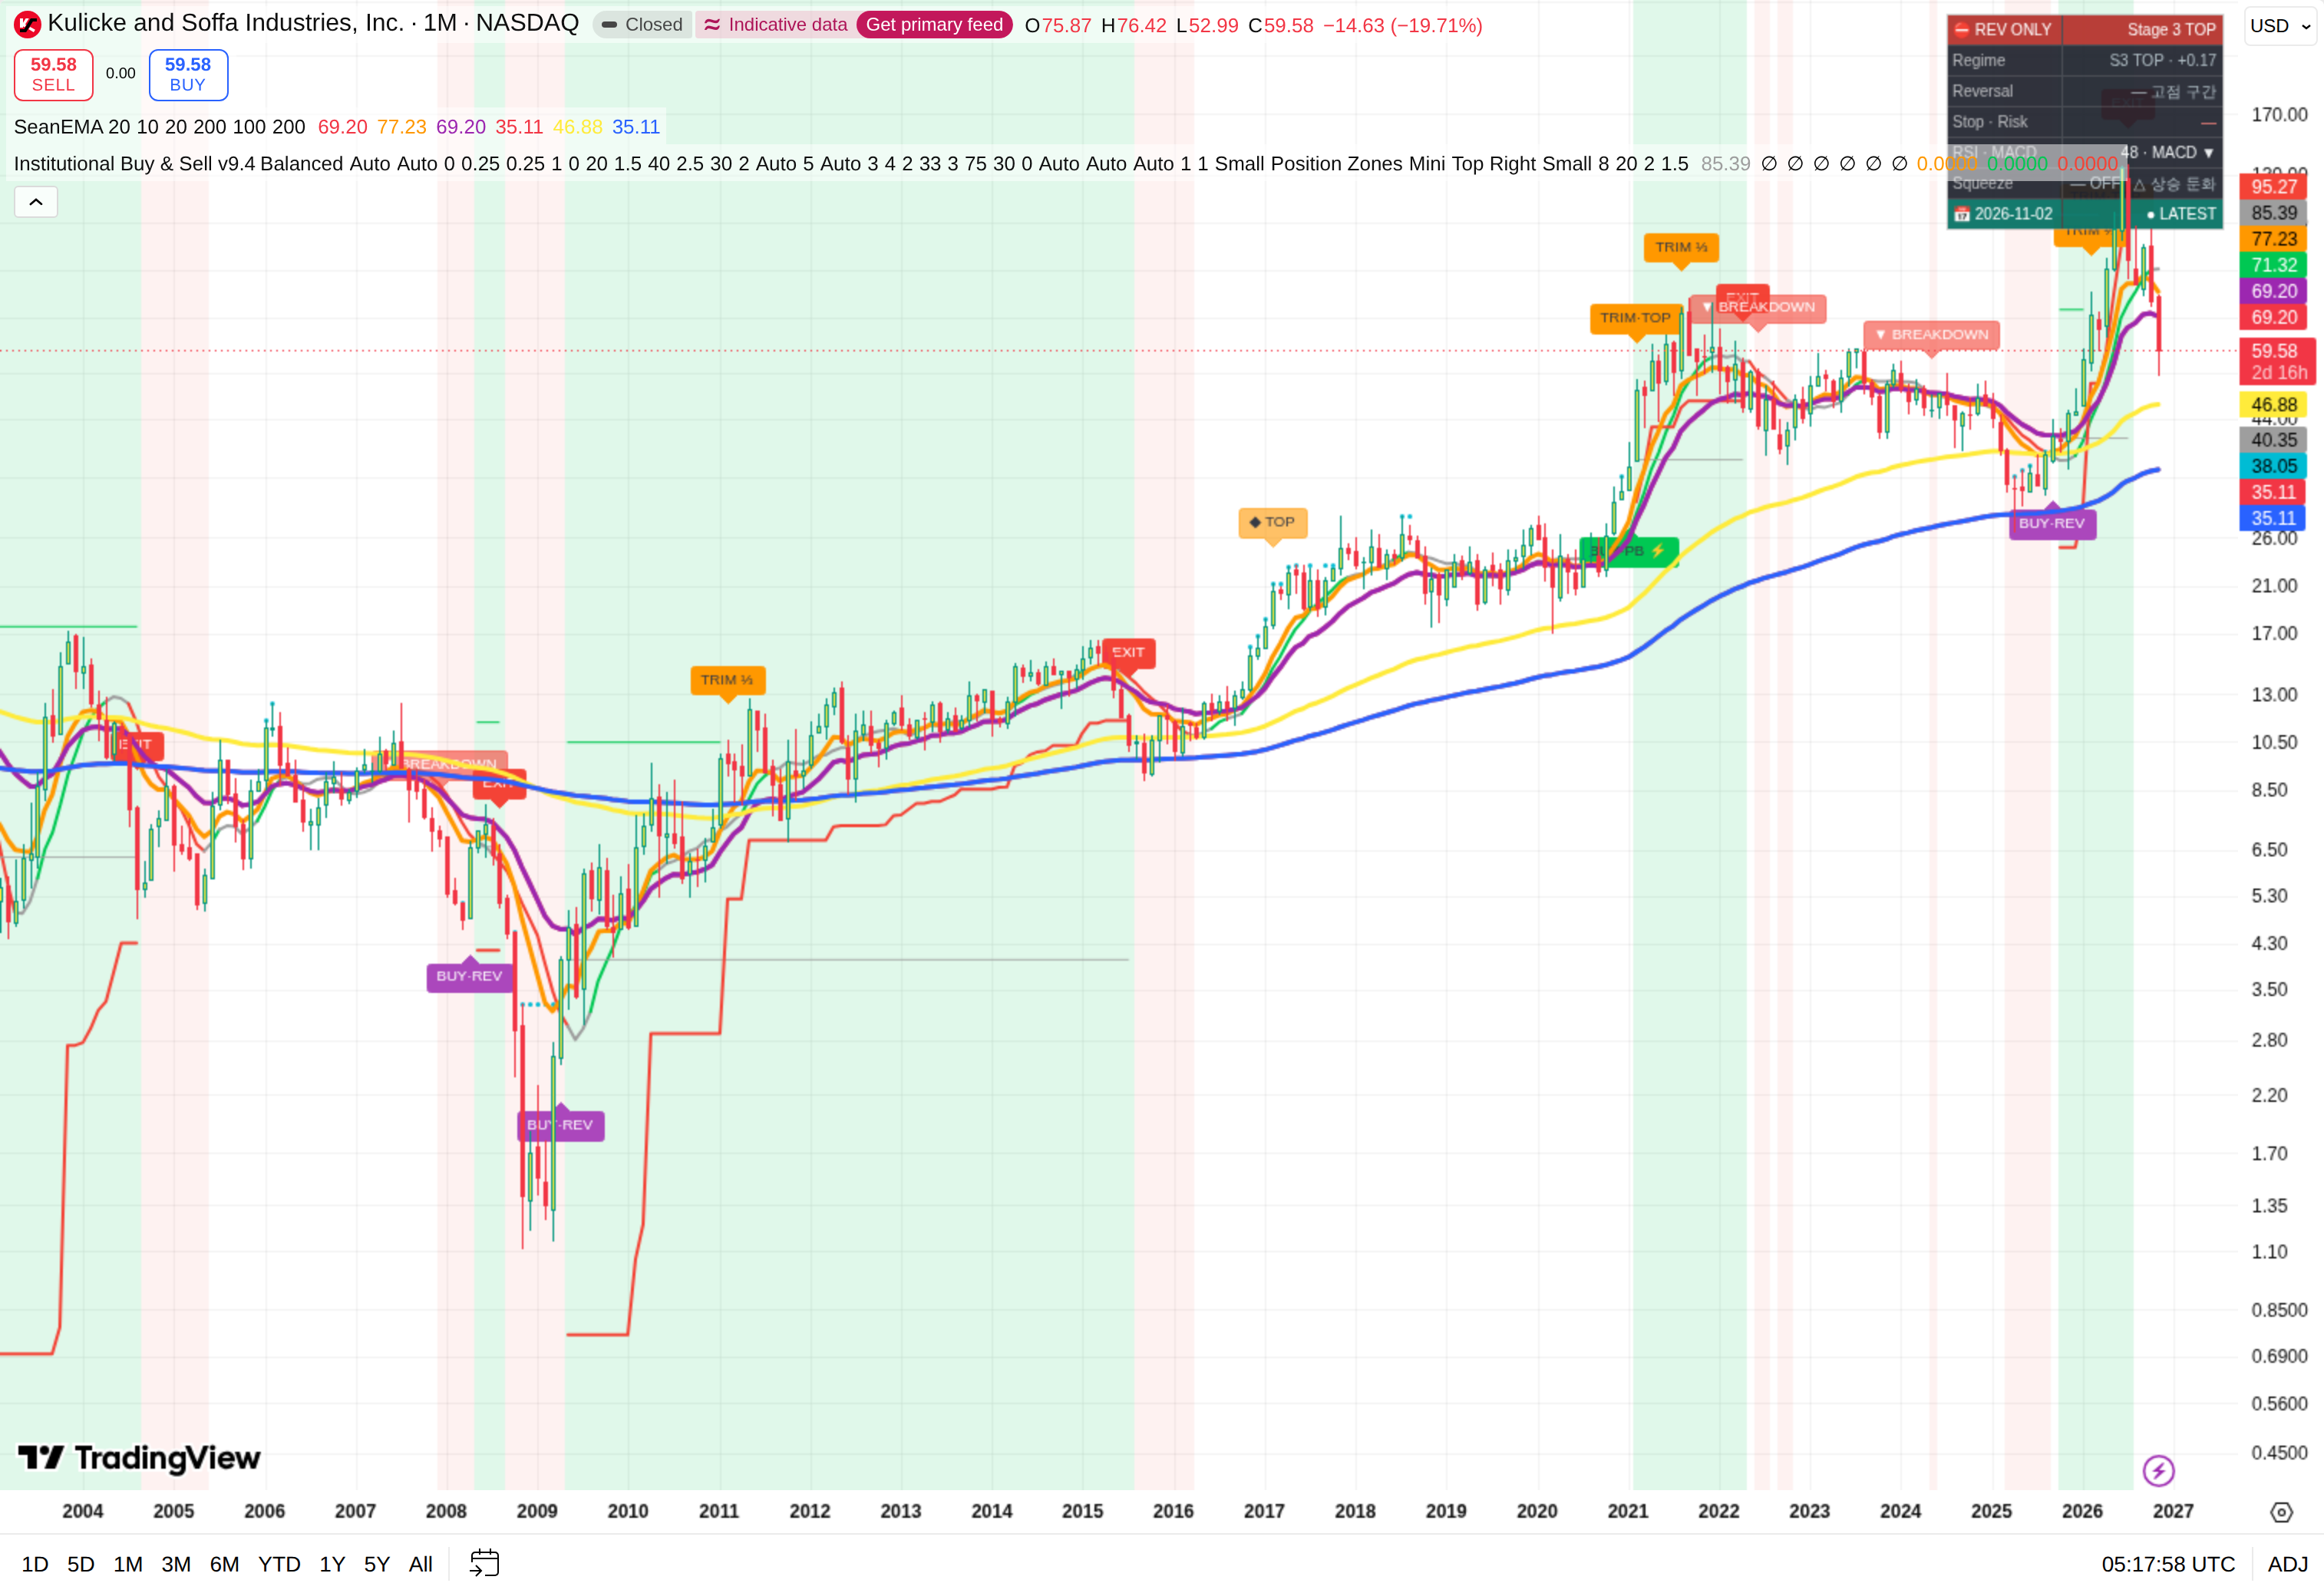 Kulicke and Soffa Industries, Inc. · 1M · NASDAQ Closed Indicative data Get primary feed O75.87 H76.42 L52.99 C59.58 −14.63 (−19.71%)
59.58 SELL 0.00 59.58 BUY
SeanEMA 20 10 20 200 100 200 69.20 77.23 69.20 35.11 46.88 35.11
Institutional Buy & Sell v9.4 Balanced Auto Auto 0 0.25 0.25 1 0 20 1.5 40 2.5 30 2 Auto 5 Auto 3 4 2 33 3 75 30 0 Auto Auto Auto 1 1 Small Position Zones Mini Top Right Small 8 20 2 1.5 85.39 ∅ ∅ ∅ ∅ ∅ ∅ 0.0000 0.0000 0.0000
REV ONLY Stage 3 TOP
Regime S3 TOP · +0.17
Reversal — 고점 구간
Stop · Risk —
RSI · MACD 48 · MACD ▼
Squeeze — OFF △ 상승 둔화
2026-11-02 ● LATEST
USD
170.00
95.27
85.39
77.23
71.32
69.20
69.20
59.58
2d 16h
46.88
44.00
40.35
38.05
35.11
35.11
26.00
21.00
17.00
13.00
10.50
8.50
6.50
5.30
4.30
3.50
2.80
2.20
1.70
1.35
1.10
0.8500
0.6900
0.5600
0.4500
TRIM ⅓
TRIM-TOP
EXIT
▼ BREAKDOWN
▼ BREAKDOWN
◆ TOP
BUY-REV
EXIT
TRIM ⅓
EXIT
BREAKDOWN
EXIT
BUY-REV
BUY-REV
TradingView
2004 2005 2006 2007 2008 2009 2010 2011 2012 2013 2014 2015 2016 2017 2018 2019 2020 2021 2022 2023 2024 2025 2026 2027
1D 5D 1M 3M 6M YTD 1Y 5Y All 05:17:58 UTC ADJ